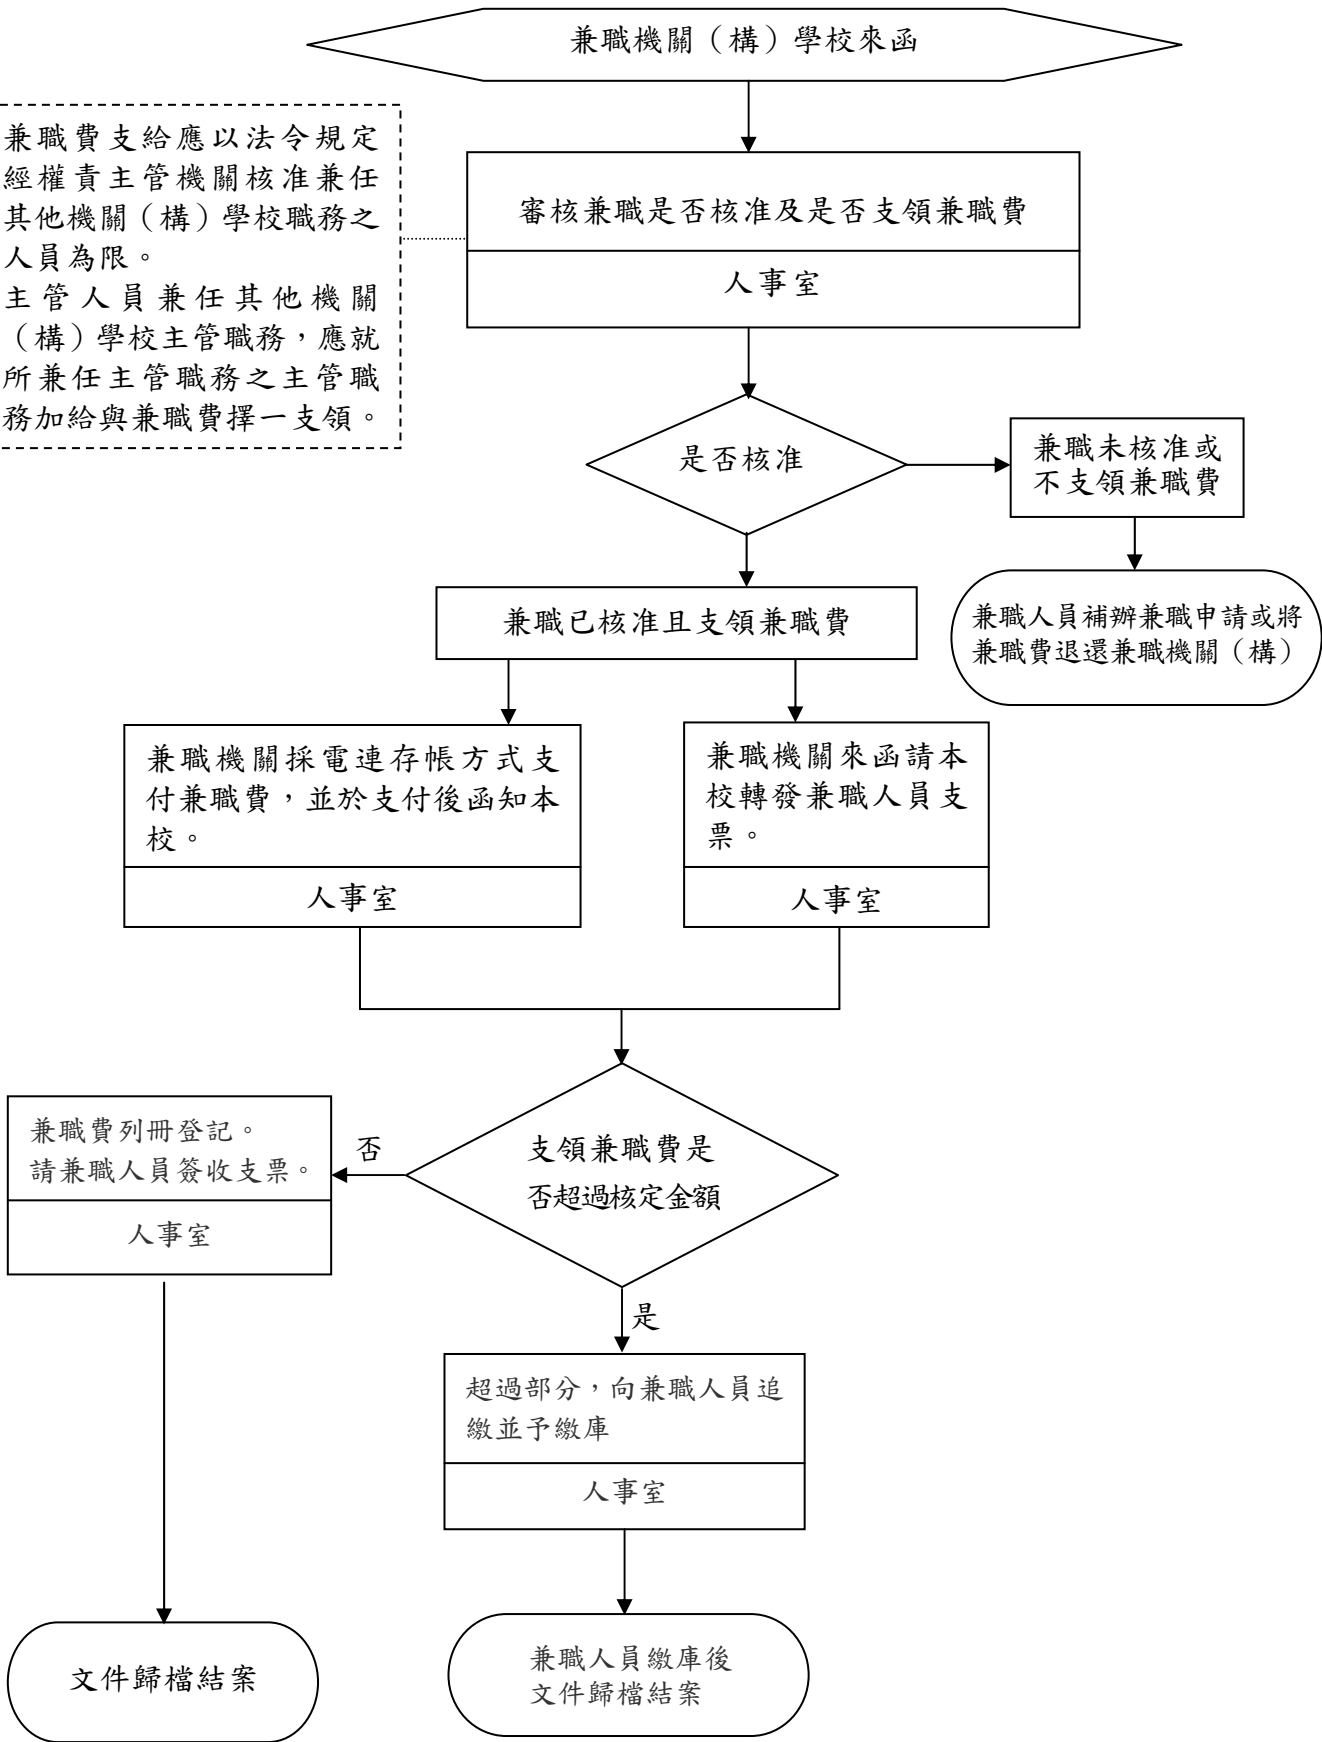 兼職機關（構）學校來函
兼職費支給應以法令規定
經權責主管機關核准兼任
其他機關（構）學校職務之
人員為限。
主管人員兼任其他機關
（構）學校主管職務，應就
所兼任主管職務之主管職
務加給與兼職費擇一支領。
審核兼職是否核准及是否支領兼職費
人事室
是否核准
兼職未核准或
不支領兼職費
兼職人員補辦兼職申請或將
兼職費退還兼職機關（構）
兼職已核准且支領兼職費
兼職機關採電連存帳方式支
付兼職費，並於支付後函知本
校。
人事室
兼職機關來函請本
校轉發兼職人員支
票。
人事室
支領兼職費是
否超過核定金額
否
兼職費列冊登記。
請兼職人員簽收支票。
人事室
是
超過部分，向兼職人員追
繳並予繳庫
人事室
文件歸檔結案
兼職人員繳庫後
文件歸檔結案